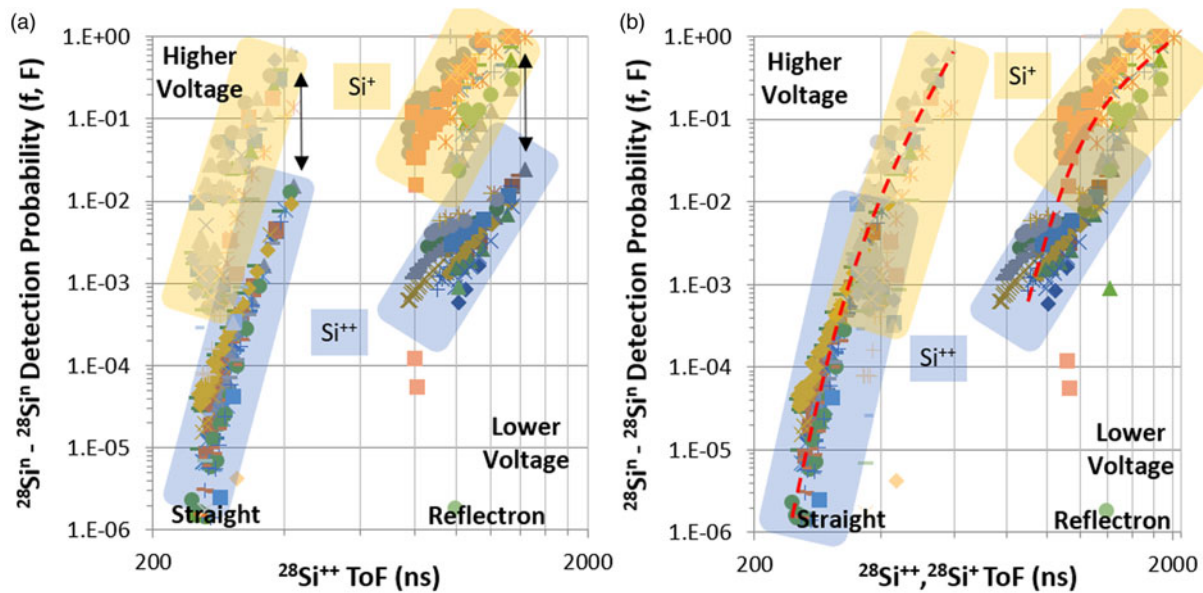 (a)
1.E+00
1.E-01
1.E-02
1.E-03
1.E-04
1.E-05
1.E-06
²⁸Siⁿ - ²⁸Siⁿ Detection Probability (f, F)
Higher
Voltage
Si⁺
Si⁺⁺
Lower
Voltage
Straight
Reflectron
200
2000
²⁸Si⁺⁺ ToF (ns)
(b)
1.E+00
1.E-01
1.E-02
1.E-03
1.E-04
1.E-05
1.E-06
²⁸Siⁿ - ²⁸Siⁿ Detection Probability (f, F)
Higher
Voltage
Si⁺
Si⁺⁺
Lower
Voltage
Straight
Reflectron
200
2000
²⁸Si⁺⁺,²⁸Si⁺ ToF (ns)